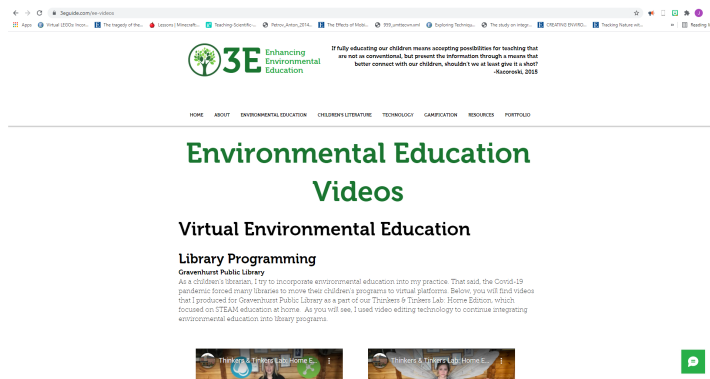 3eguide.com/ee-videos
Apps
Virtual LEGOs: Incor...
The tragedy of the...
Lessons | Minecraft...
Teaching-Scientific-...
Petrov_Anton_2014...
The Effects of Mobi...
Exploring Techniqu...
The study on integr...
CREATING ENVIRO...
Tracking Nature wit...
»
3E
Enhancing
Environmental
Education
If fully educating our children means accepting possibilities for teaching that
are not as conventional, but present the information through a means that
better connect with our children, shouldn't we at least give it a shot?
-Kacoroski, 2015
HOME ABOUT ENVIRONMENTAL EDUCATION CHILDREN'S LITERATURE TECHNOLOGY GAMIFICATION RESOURCES PORTFOLIO
Environmental Education
Videos
Virtual Environmental Education
Library Programming
Gravenhurst Public Library
As a children's librarian, I try to incorporate environmental education into my practice. That said, the Covid-19
pandemic forced many libraries to move their children's programs to virtual platforms. Below, you will find videos
that I produced for Gravenhurst Public Library as a part of our Thinkers & Tinkers Lab: Home Edition, which
focused on STEAM education at home. As you will see, I used video editing technology to continue integrating
environmental education into library programs.
Thinkers & Tinkers Lab: Home E...
Thinkers & Tinkers Lab: Home E...